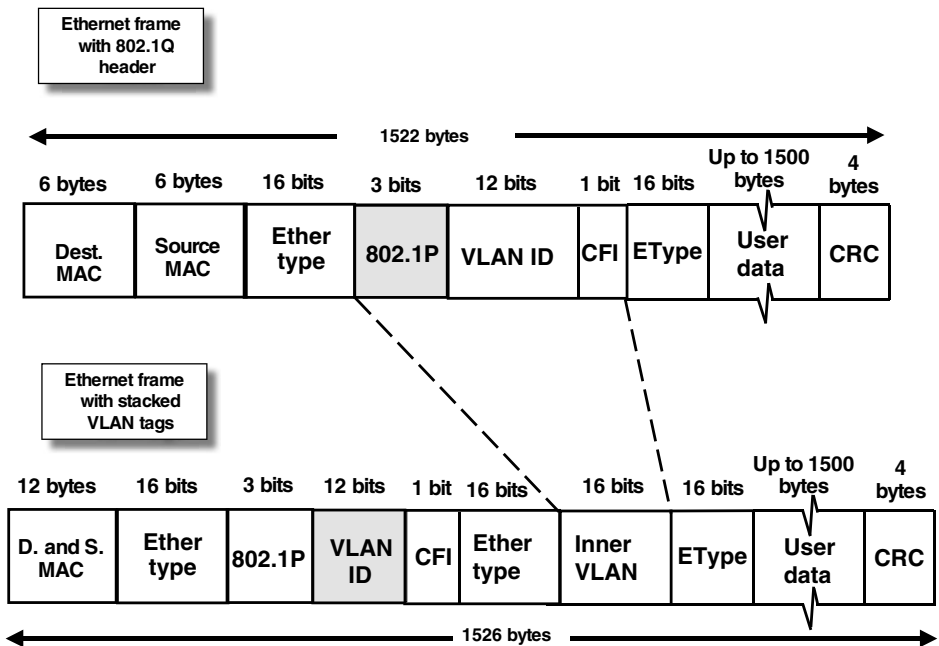 Ethernet frame
with 802.1Q
header
1522 bytes
6 bytes
6 bytes
16 bits
3 bits
12 bits
1 bit
16 bits
Up to 1500
bytes
4
bytes
Dest.
MAC
Source
MAC
Ether
type
802.1P
VLAN ID
CFI
EType
User
data
CRC
Ethernet frame
with stacked
VLAN tags
12 bytes
16 bits
3 bits
12 bits
1 bit
16 bits
16 bits
16 bits
Up to 1500
bytes
4
bytes
D. and S.
MAC
Ether
type
802.1P
VLAN
ID
CFI
Ether
type
Inner
VLAN
EType
User
data
CRC
1526 bytes